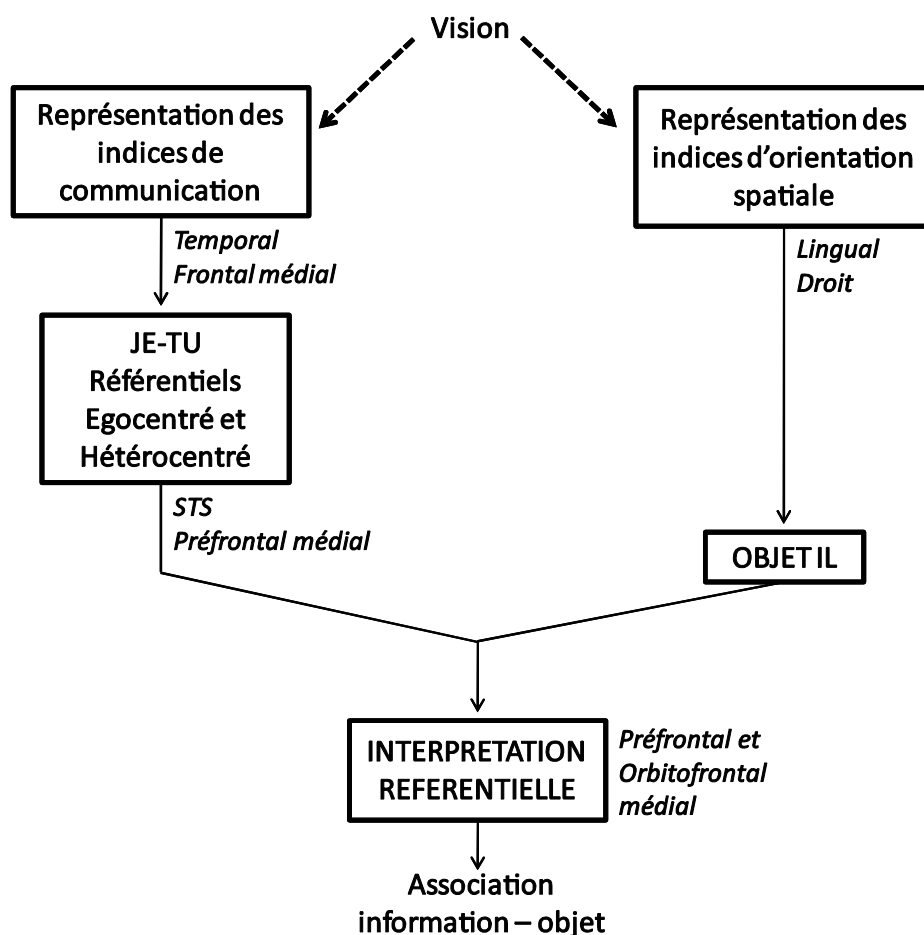 Vision
Représentation des
indices de
communication
Représentation des
indices d'orientation
spatiale
Temporal
Frontal médial
Lingual
Droit
JE-TU
Référentiels
Egocentré et
Hétérocentré
STS
Préfrontal médial
OBJET IL
INTERPRETATION
REFERENTIELLE
Préfrontal et
Orbitofrontal
médial
Association
information – objet